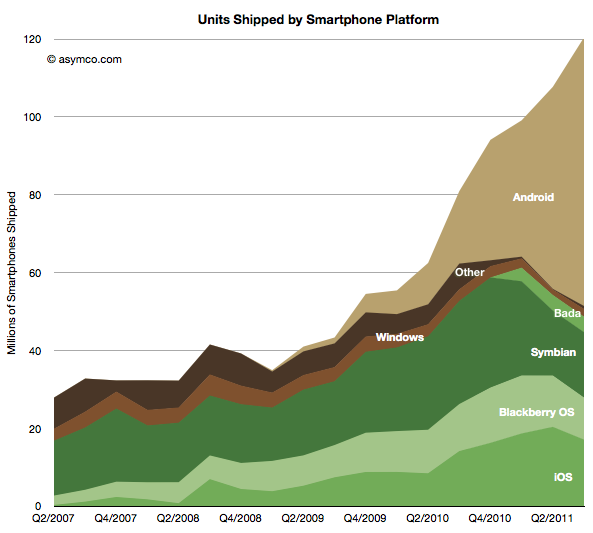 Units Shipped by Smartphone Platform
120
© asymco.com
100
80
60
40
20
0
Millions of Smartphones Shipped
Android
Other
Bada
Windows
Symbian
Blackberry OS
iOS
Q2/2007 Q4/2007 Q2/2008 Q4/2008 Q2/2009 Q4/2009 Q2/2010 Q4/2010 Q2/2011